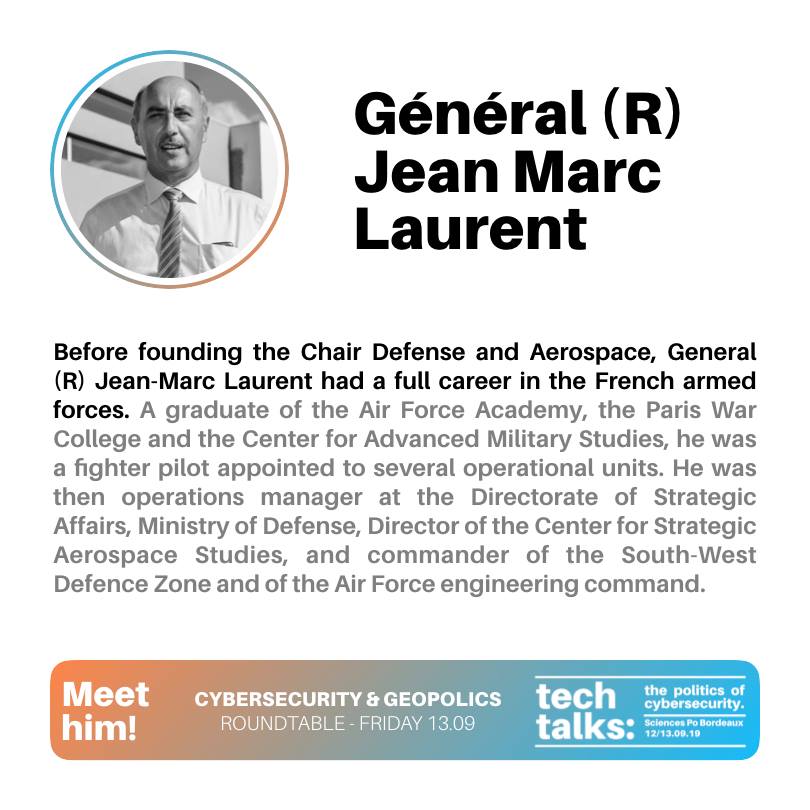 Général (R)
Jean Marc
Laurent
Before founding the Chair Defense and Aerospace, General
(R) Jean-Marc Laurent had a full career in the French armed
forces. A graduate of the Air Force Academy, the Paris War
College and the Center for Advanced Military Studies, he was
a fighter pilot appointed to several operational units. He was
then operations manager at the Directorate of Strategic
Affairs, Ministry of Defense, Director of the Center for Strategic
Aerospace Studies, and commander of the South-West
Defence Zone and of the Air Force engineering command.
Meet
him!
CYBERSECURITY & GEOPOLICS
ROUNDTABLE - FRIDAY 13.09
tech
talks:
the politics of
cybersecurity.
Sciences Po Bordeaux
12/13.09.19